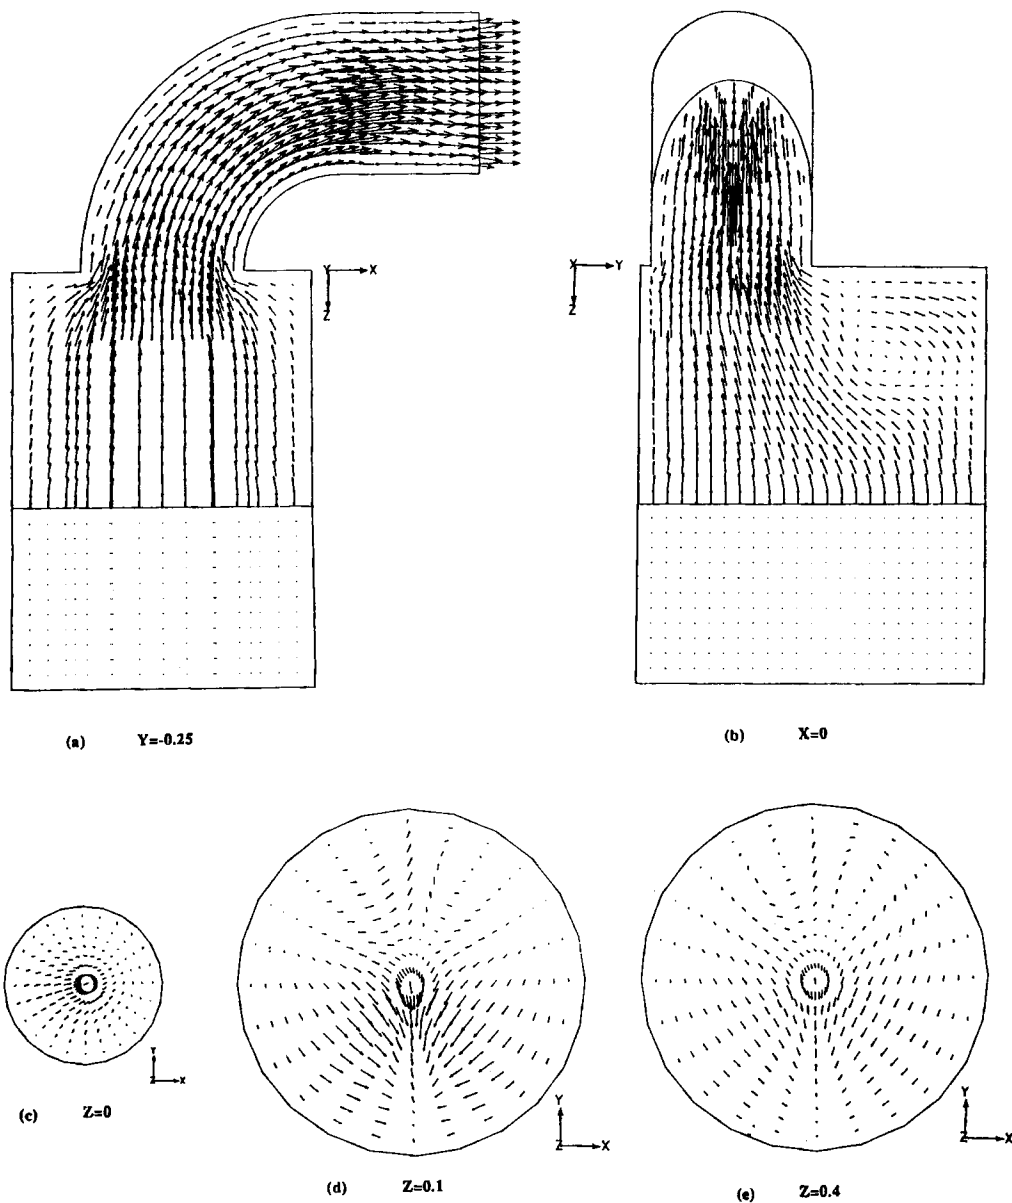 Y X
Z
X Y
Z
(a) Y=-0.25
(b) X=0
Y
Z X
(c) Z=0
Y
Z X
(d) Z=0.1
Y
Z X
(e) Z=0.4